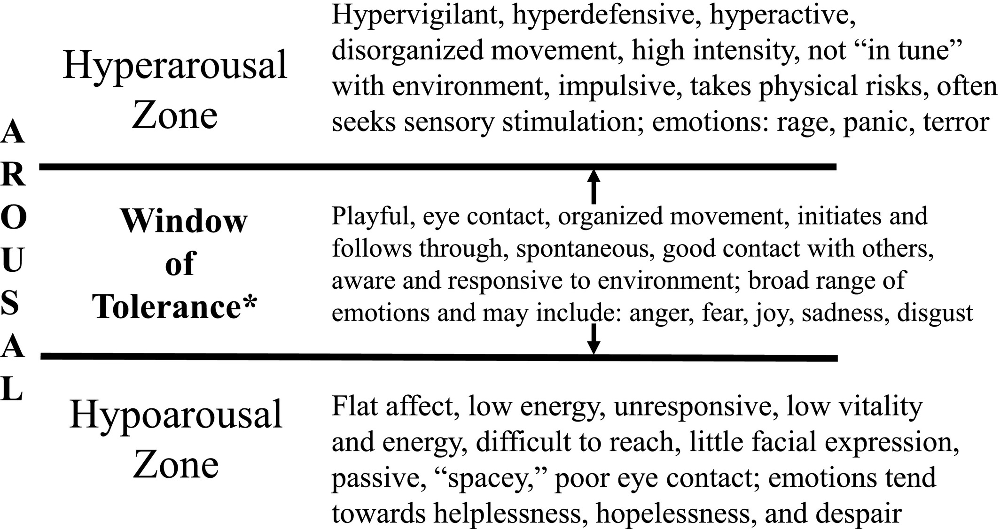 AROUSAL
Hyperarousal
Zone
Hypervigilant, hyperdefensive, hyperactive,
disorganized movement, high intensity, not “in tune”
with environment, impulsive, takes physical risks, often
seeks sensory stimulation; emotions: rage, panic, terror
Window
of
Tolerance*
Playful, eye contact, organized movement, initiates and
follows through, spontaneous, good contact with others,
aware and responsive to environment; broad range of
emotions and may include: anger, fear, joy, sadness, disgust
Hypoarousal
Zone
Flat affect, low energy, unresponsive, low vitality
and energy, difficult to reach, little facial expression,
passive, “spacey,” poor eye contact; emotions tend
towards helplessness, hopelessness, and despair